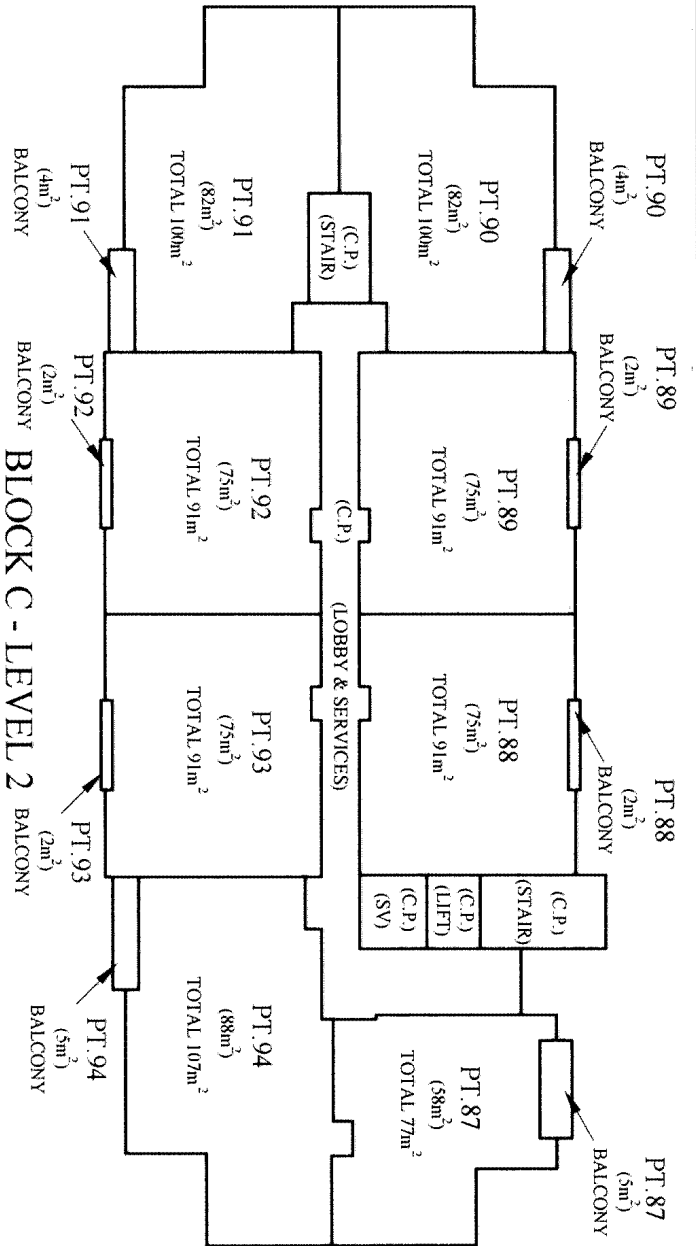 PT.90
(4m²)
BALCONY
PT.89
(2m²)
BALCONY
PT.88
(2m²)
BALCONY
PT.87
(5m²)
BALCONY
PT.90
(82m²)
TOTAL 100m²
PT.89
(75m²)
TOTAL 91m²
PT.88
(75m²)
TOTAL 91m²
(C.P.)
(STAIR)
(C.P.)
(LIFT)
(C.P.)
(SV)
PT.87
(58m²)
TOTAL 77m²
(C.P.)
(STAIR)
(C.P.)
(LOBBY & SERVICES)
PT.91
(82m²)
TOTAL 100m²
PT.92
(75m²)
TOTAL 91m²
PT.93
(75m²)
TOTAL 91m²
PT.94
(88m²)
TOTAL 107m²
PT.91
(4m²)
BALCONY
PT.92
(2m²)
BALCONY
PT.93
(2m²)
BALCONY
PT.94
(5m²)
BALCONY
BLOCK C - LEVEL 2